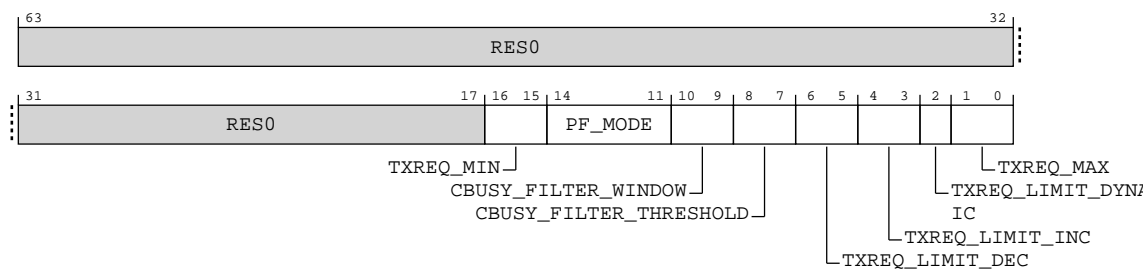 63 32
RES0
31 17 16 15 14 11 10 9 8 7 6 5 4 3 2 1 0
RES0 PF_MODE
TXREQ_MIN TXREQ_MAX
CBUSY_FILTER_WINDOW TXREQ_LIMIT_DYNA
CBUSY_FILTER_THRESHOLD IC
TXREQ_LIMIT_INC
TXREQ_LIMIT_DEC